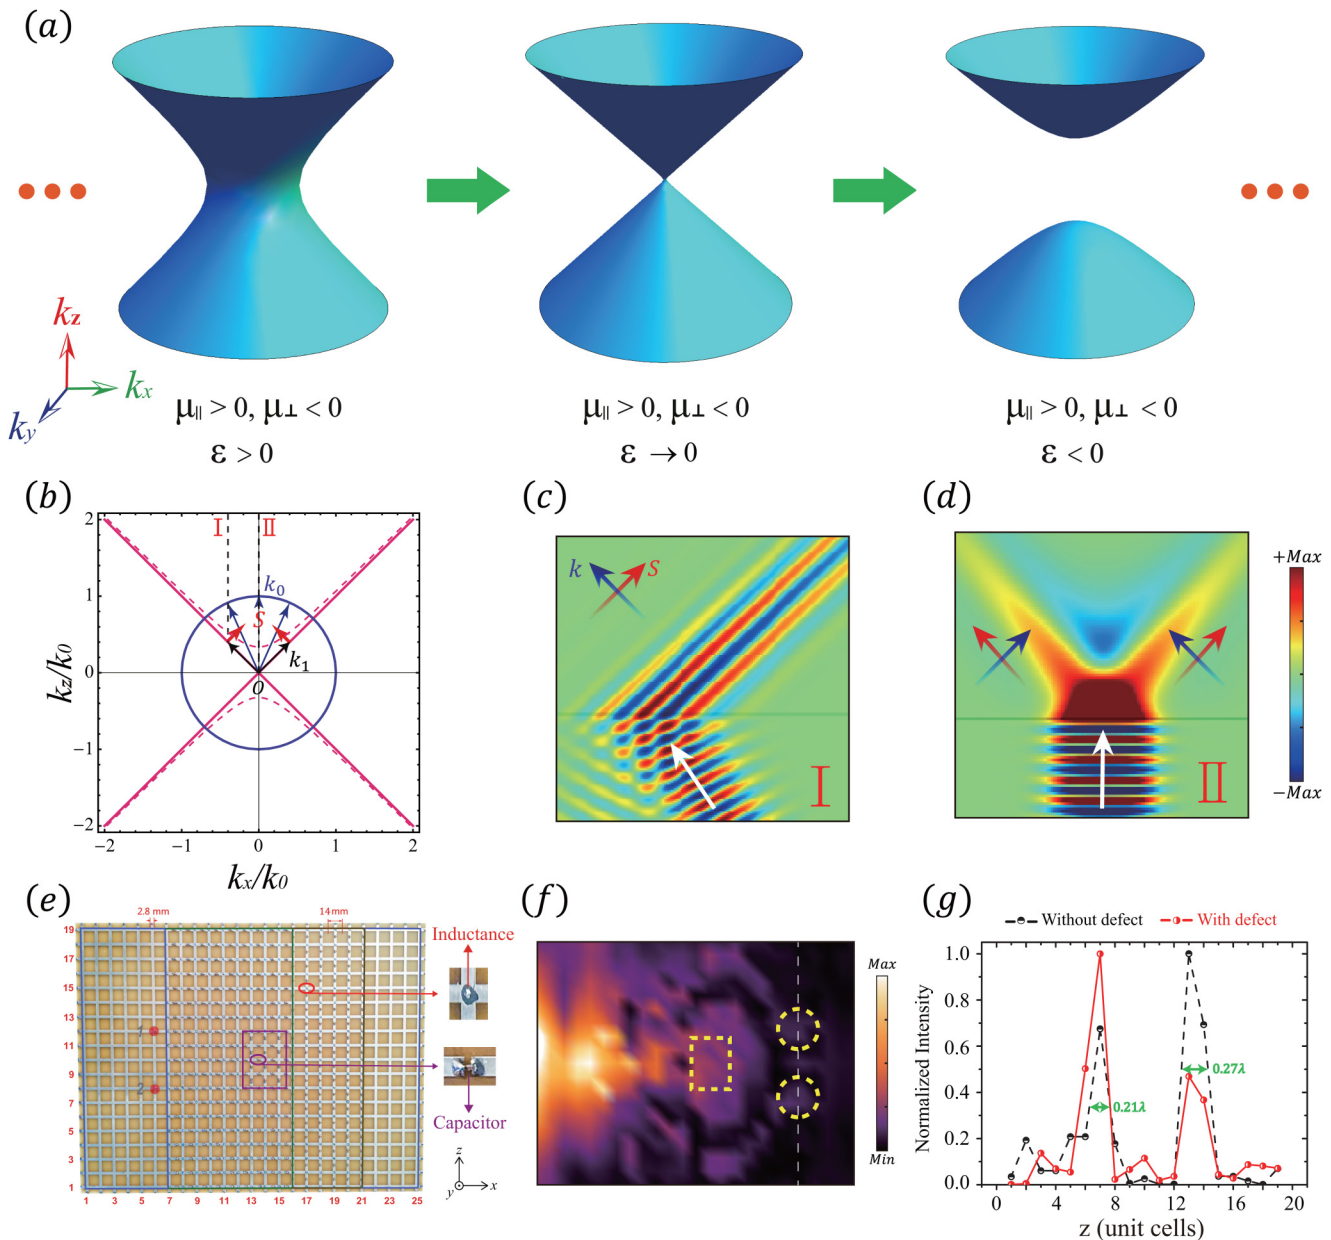 (a)
k_z
k_x
k_y
μ∥ > 0, μ⊥ < 0
ε > 0
μ∥ > 0, μ⊥ < 0
ε → 0
μ∥ > 0, μ⊥ < 0
ε < 0
(b)
I
II
k_0
S
k_1
O
2
1
0
−1
−2
−2
−1
0
1
2
k_z/k_0
k_x/k_0
(c)
k
S
I
(d)
II
+Max
−Max
(e)
2.8 mm
14mm
19
17
15
13
11
9
7
5
3
1
1 3 5 7 9 11 13 15 17 19 21 23 25
1
2
Inductance
Capacitor
z
y
x
(f)
Max
Min
(g)
Without defect
With defect
1.0
0.8
0.6
0.4
0.2
0.0
0.21λ
0.27λ
0 4 8 12 16 20
Normalized Intensity
z (unit cells)